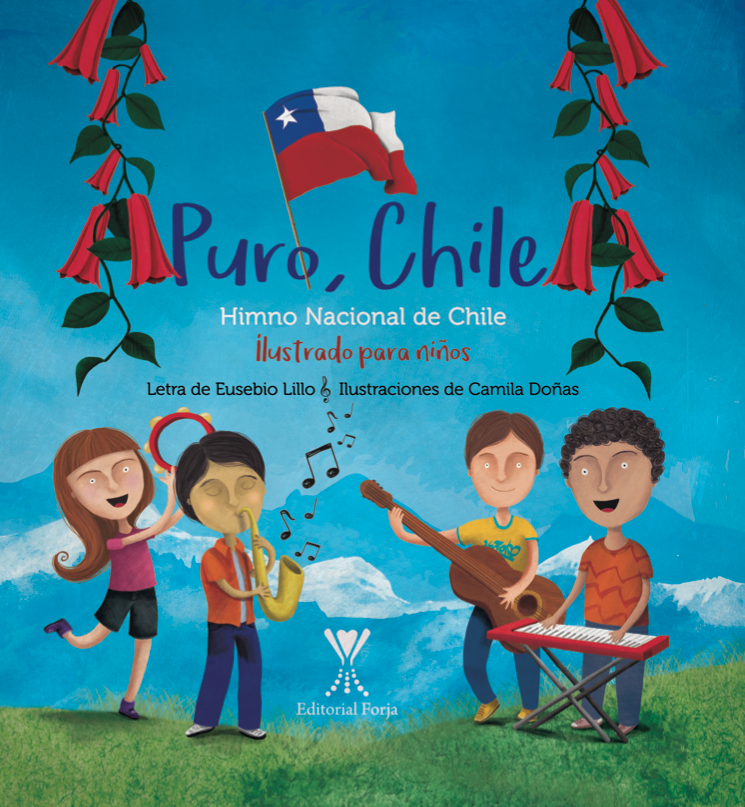 Puro, Chile
Himno Nacional de Chile
ilustrado para niños
Letra de Eusebio Lillo Ilustraciones de Camila Doñas
Editorial Forja